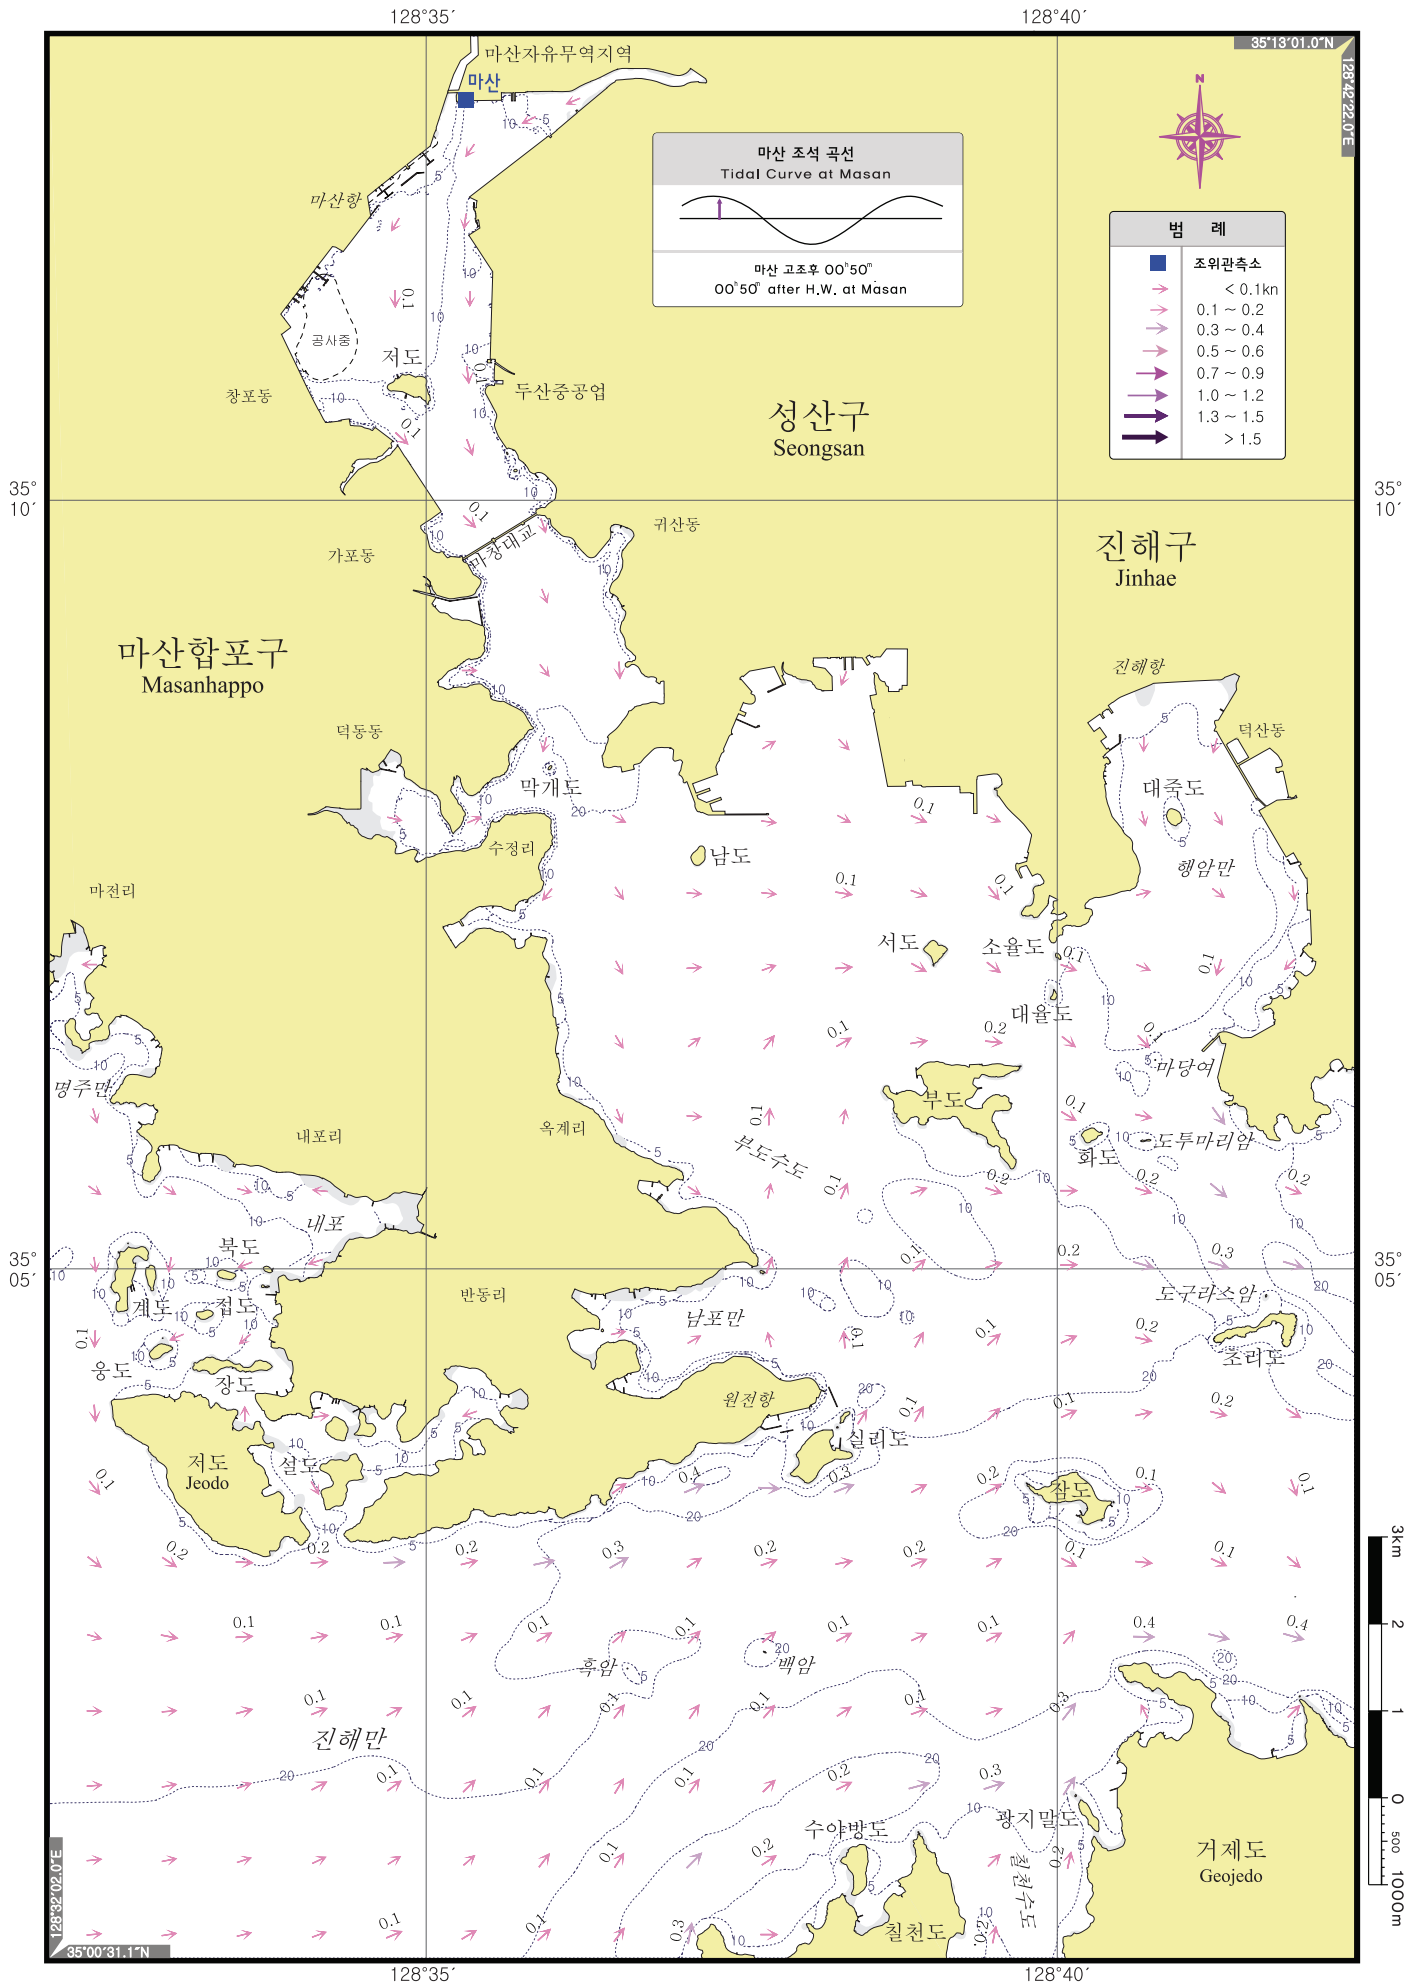 128°35′
128°40′
35°13′01.0″N
128°42′22.0″E
마산자유무역지역
마산
마산 조석 곡선
Tidal Curve at Masan
마산 고조후 00ʰ50ᵐ
00ʰ50ᵐ after H.W. at Masan
N
범 례
조위관측소
< 0.1kn
0.1 ~ 0.2
0.3 ~ 0.4
0.5 ~ 0.6
0.7 ~ 0.9
1.0 ~ 1.2
1.3 ~ 1.5
> 1.5
마산항
공사중
저도
창포동
두산중공업
성산구
Seongsan
35°
10′
35°
10′
귀산동
가포동
마창대교
진해구
Jinhae
마산합포구
Masanhappo
진해항
덕동동
덕산동
막개도
대죽도
수정리
남도
행암만
마전리
서도
소율도
대율도
마당여
명주만
부도
내포리
옥계리
부도수도
화도
도투마리암
내포
북도
35°
05′
35°
05′
반동리
남포만
계도
접도
도구라스암
조리도
웅도
장도
원전항
실리도
저도
Jeodo
설도
잠도
흑암
백암
진해만
수야방도
광지말도
칠천수도
칠천도
거제도
Geojedo
3km
2
1
0
500
1000m
128°32′02.0″E
35°00′31.1″N
128°35′
128°40′